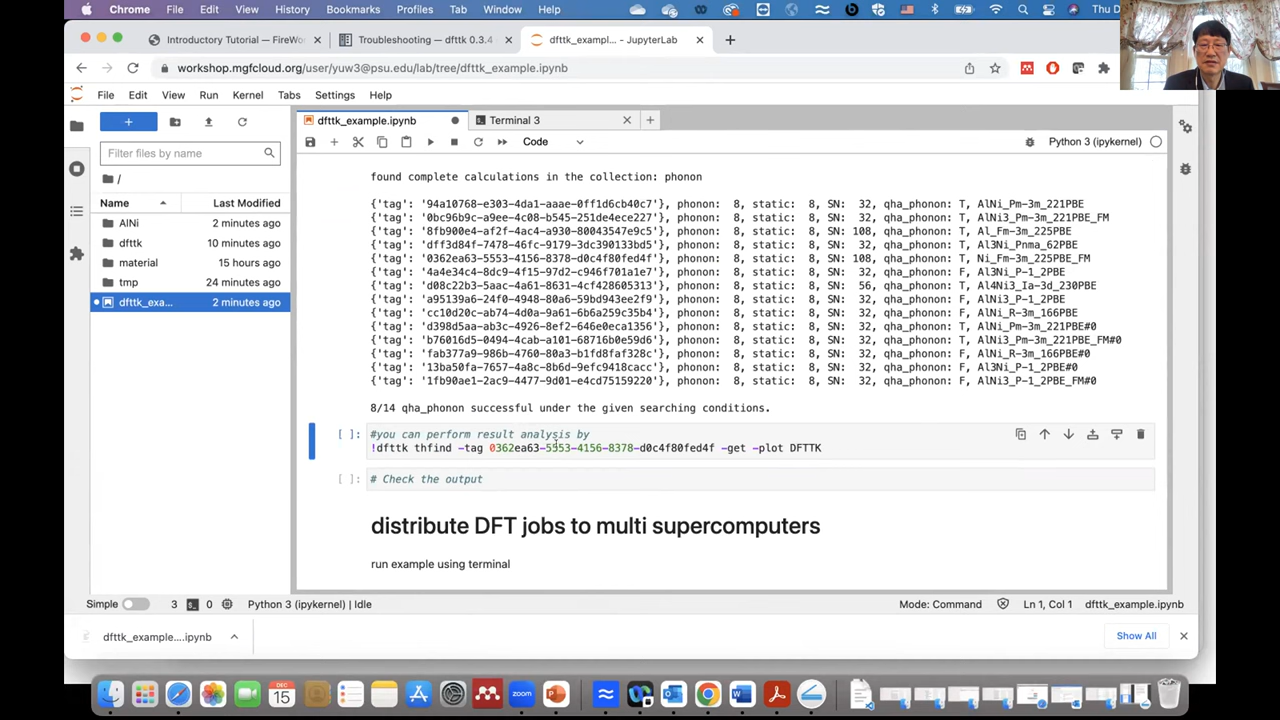 Chrome File Edit View History Bookmarks Profiles Tab Window Help Thu D
Introductory Tutorial — FireWo
Troubleshooting — dfttk 0.3.4
dfttk_exampl... - JupyterLab
workshop.mgfcloud.org/user/yuw3@psu.edu/lab/tree/dfttk_example.ipynb
File Edit View Run Kernel Tabs Settings Help
dfttk_example.ipynb
Terminal 3
Filter files by name
Code
Python 3 (ipykernel)
/
Name Last Modified
AlNi 2 minutes ago
dfttk 10 minutes ago
material 15 hours ago
tmp 24 minutes ago
dfttk_exa... 2 minutes ago
found complete calculations in the collection: phonon
{'tag': '94a10768-e303-4da1-aaae-0ff1d6cb40c7'}, phonon: 8, static: 8, SN: 32, qha_phonon: T, AlNi_Pm-3m_221PBE
{'tag': '0bc96b9c-a9ee-4c08-b545-251de4ece227'}, phonon: 8, static: 8, SN: 32, qha_phonon: T, AlNi3_Pm-3m_221PBE_FM
{'tag': '8fb900e4-af2f-4ac4-a930-80043547e9c5'}, phonon: 8, static: 8, SN: 108, qha_phonon: T, Al_Fm-3m_225PBE
{'tag': 'dff3d84f-7478-46fc-9179-3dc390133bd5'}, phonon: 8, static: 8, SN: 32, qha_phonon: T, Al3Ni_Pnma_62PBE
{'tag': '0362ea63-5553-4156-8378-d0c4f80fed4f'}, phonon: 8, static: 8, SN: 108, qha_phonon: T, Ni_Fm-3m_225PBE_FM
{'tag': '4a4e34c4-8dc9-4f15-97d2-c946f701a1e7'}, phonon: 8, static: 8, SN: 32, qha_phonon: F, Al3Ni_P-1_2PBE
{'tag': 'd08c22b3-5aac-4a61-8631-4cf428605313'}, phonon: 8, static: 8, SN: 56, qha_phonon: T, Al4Ni3_Ia-3d_230PBE
{'tag': 'a95139a6-24f0-4948-80a6-59bd943ee2f9'}, phonon: 8, static: 8, SN: 32, qha_phonon: F, AlNi3_P-1_2PBE
{'tag': 'cc10d20c-ab74-4d0a-9a61-6b6a259c35b4'}, phonon: 8, static: 8, SN: 32, qha_phonon: F, AlNi_R-3m_166PBE
{'tag': 'd398d5aa-ab3c-4926-8ef2-646e0eca1356'}, phonon: 8, static: 8, SN: 32, qha_phonon: T, AlNi_Pm-3m_221PBE#0
{'tag': 'b76016d5-0494-4cab-a101-68716b0e59d6'}, phonon: 8, static: 8, SN: 32, qha_phonon: T, AlNi3_Pm-3m_221PBE_FM#0
{'tag': 'fab377a9-986b-4760-80a3-b1fd8faf328c'}, phonon: 8, static: 8, SN: 32, qha_phonon: F, AlNi_R-3m_166PBE#0
{'tag': '13ba50fa-7657-4a8c-8b6d-9efc9418cacc'}, phonon: 8, static: 8, SN: 32, qha_phonon: F, Al3Ni_P-1_2PBE#0
{'tag': '1fb90ae1-2ac9-4477-9d01-e4cd75159220'}, phonon: 8, static: 8, SN: 32, qha_phonon: F, AlNi3_P-1_2PBE_FM#0
8/14 qha_phonon successful under the given searching conditions.
[ ]: #you can perform result analysis by
!dfttk thfind -tag 0362ea63-5553-4156-8378-d0c4f80fed4f -get -plot DFTTK
[ ]: # Check the output
distribute DFT jobs to multi supercomputers
run example using terminal
Simple 3 0 Python 3 (ipykernel) | Idle Mode: Command Ln 1, Col 1 dfttk_example.ipynb
dfttk_example....ipynb
Show All
DEC
15
zoom